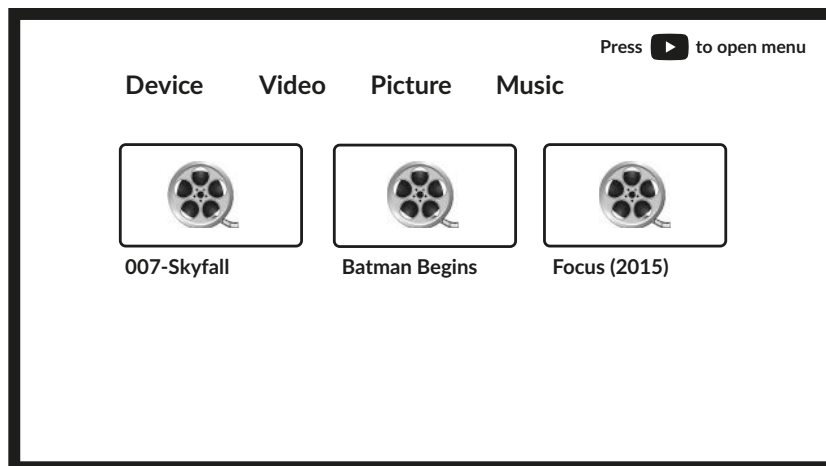 Press to open menu
Device Video Picture Music
007-Skyfall Batman Begins Focus (2015)